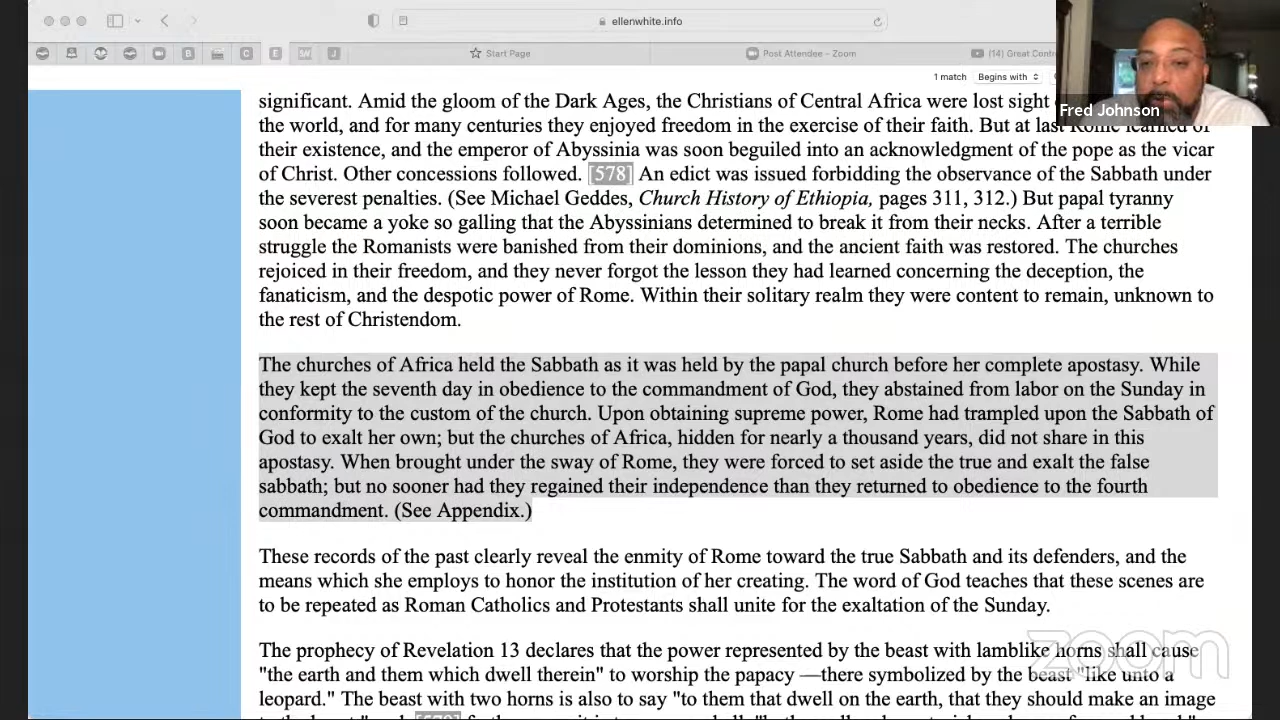 ellenwhite.info
B C E W J Start Page Post Attendee - Zoom (14) Great Cont
1 match Begins with
Fred Johnson
significant. Amid the gloom of the Dark Ages, the Christians of Central Africa were lost sight
the world, and for many centuries they enjoyed freedom in the exercise of their faith. But at last Rome learned of
their existence, and the emperor of Abyssinia was soon beguiled into an acknowledgment of the pope as the vicar
of Christ. Other concessions followed. [578] An edict was issued forbidding the observance of the Sabbath under
the severest penalties. (See Michael Geddes, Church History of Ethiopia, pages 311, 312.) But papal tyranny
soon became a yoke so galling that the Abyssinians determined to break it from their necks. After a terrible
struggle the Romanists were banished from their dominions, and the ancient faith was restored. The churches
rejoiced in their freedom, and they never forgot the lesson they had learned concerning the deception, the
fanaticism, and the despotic power of Rome. Within their solitary realm they were content to remain, unknown to
the rest of Christendom.
The churches of Africa held the Sabbath as it was held by the papal church before her complete apostasy. While
they kept the seventh day in obedience to the commandment of God, they abstained from labor on the Sunday in
conformity to the custom of the church. Upon obtaining supreme power, Rome had trampled upon the Sabbath of
God to exalt her own; but the churches of Africa, hidden for nearly a thousand years, did not share in this
apostasy. When brought under the sway of Rome, they were forced to set aside the true and exalt the false
sabbath; but no sooner had they regained their independence than they returned to obedience to the fourth
commandment. (See Appendix.)
These records of the past clearly reveal the enmity of Rome toward the true Sabbath and its defenders, and the
means which she employs to honor the institution of her creating. The word of God teaches that these scenes are
to be repeated as Roman Catholics and Protestants shall unite for the exaltation of the Sunday.
The prophecy of Revelation 13 declares that the power represented by the beast with lamblike horns shall cause
"the earth and them which dwell therein" to worship the papacy —there symbolized by the beast "like unto a
leopard." The beast with two horns is also to say "to them that dwell on the earth, that they should make an image
zoom